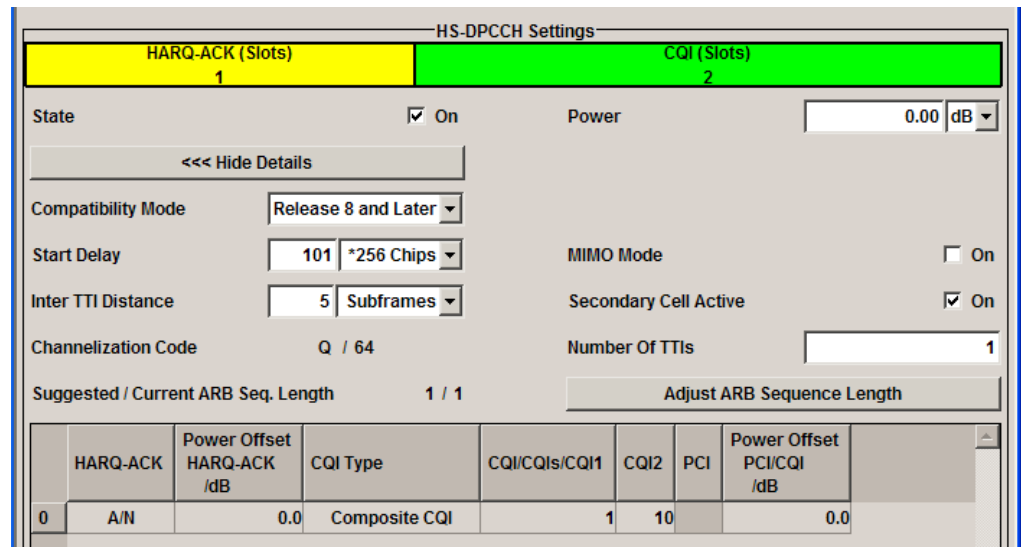 HS-DPCCH Settings
HARQ-ACK (Slots) CQI (Slots)
1 2
State On Power 0.00 dB
<<< Hide Details
Compatibility Mode Release 8 and Later
Start Delay 101 *256 Chips MIMO Mode On
Inter TTI Distance 5 Subframes Secondary Cell Active On
Channelization Code Q / 64 Number Of TTIs 1
Suggested / Current ARB Seq. Length 1 / 1 Adjust ARB Sequence Length
HARQ-ACK Power Offset HARQ-ACK /dB CQI Type CQI/CQIs/CQI1 CQI2 PCI Power Offset PCI/CQI /dB
0 A/N 0.0 Composite CQI 1 10 0.0